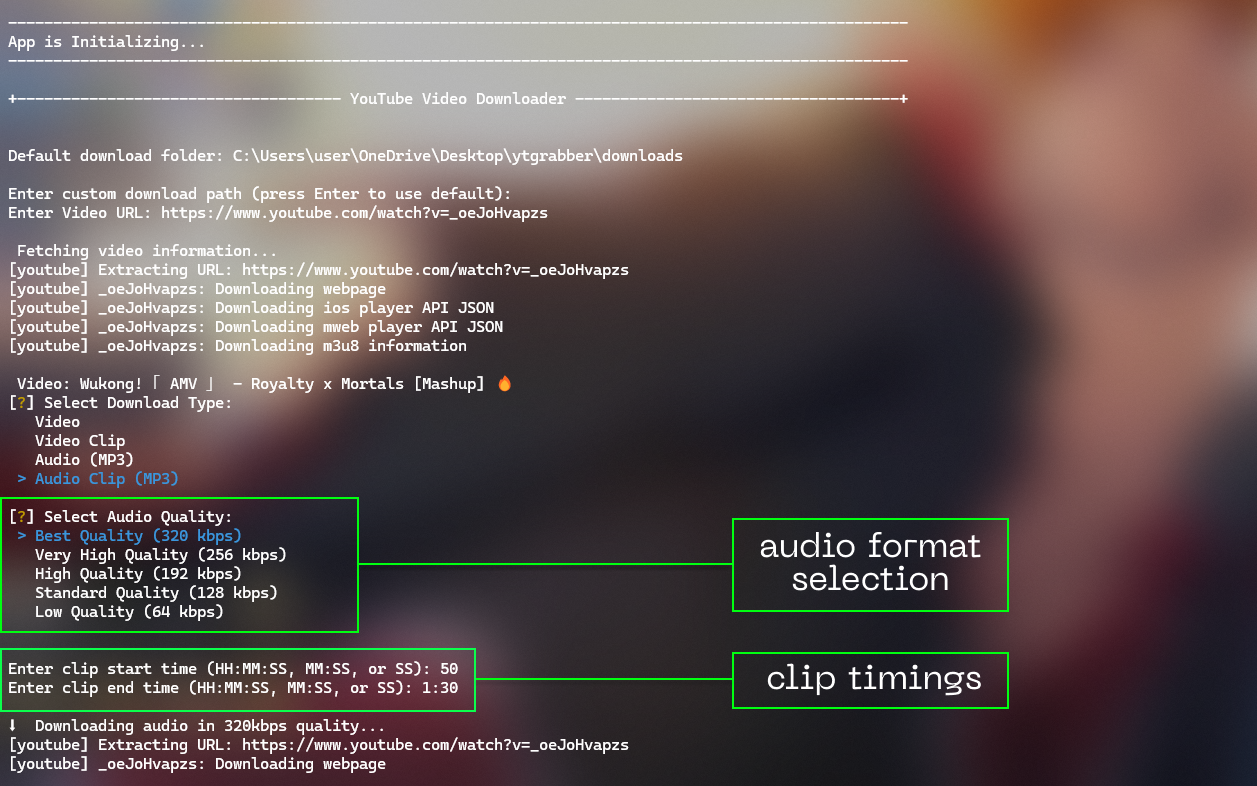 ----------------------------------------------------------------------------------------------------
App is Initializing...
----------------------------------------------------------------------------------------------------
+------------------------------------ YouTube Video Downloader ------------------------------------+
Default download folder: C:\Users\user\OneDrive\Desktop\ytgrabber\downloads
Enter custom download path (press Enter to use default):
Enter Video URL: https://www.youtube.com/watch?v=_oeJoHvapzs
Fetching video information...
[youtube] Extracting URL: https://www.youtube.com/watch?v=_oeJoHvapzs
[youtube] _oeJoHvapzs: Downloading webpage
[youtube] _oeJoHvapzs: Downloading ios player API JSON
[youtube] _oeJoHvapzs: Downloading mweb player API JSON
[youtube] _oeJoHvapzs: Downloading m3u8 information
Video: Wukong!「 AMV 」 - Royalty x Mortals [Mashup] 🔥
[?] Select Download Type:
Video
Video Clip
Audio (MP3)
> Audio Clip (MP3)
[?] Select Audio Quality:
> Best Quality (320 kbps)
Very High Quality (256 kbps)
High Quality (192 kbps)
Standard Quality (128 kbps)
Low Quality (64 kbps)
audio format
selection
Enter clip start time (HH:MM:SS, MM:SS, or SS): 50
Enter clip end time (HH:MM:SS, MM:SS, or SS): 1:30
clip timings
⬇ Downloading audio in 320kbps quality...
[youtube] Extracting URL: https://www.youtube.com/watch?v=_oeJoHvapzs
[youtube] _oeJoHvapzs: Downloading webpage